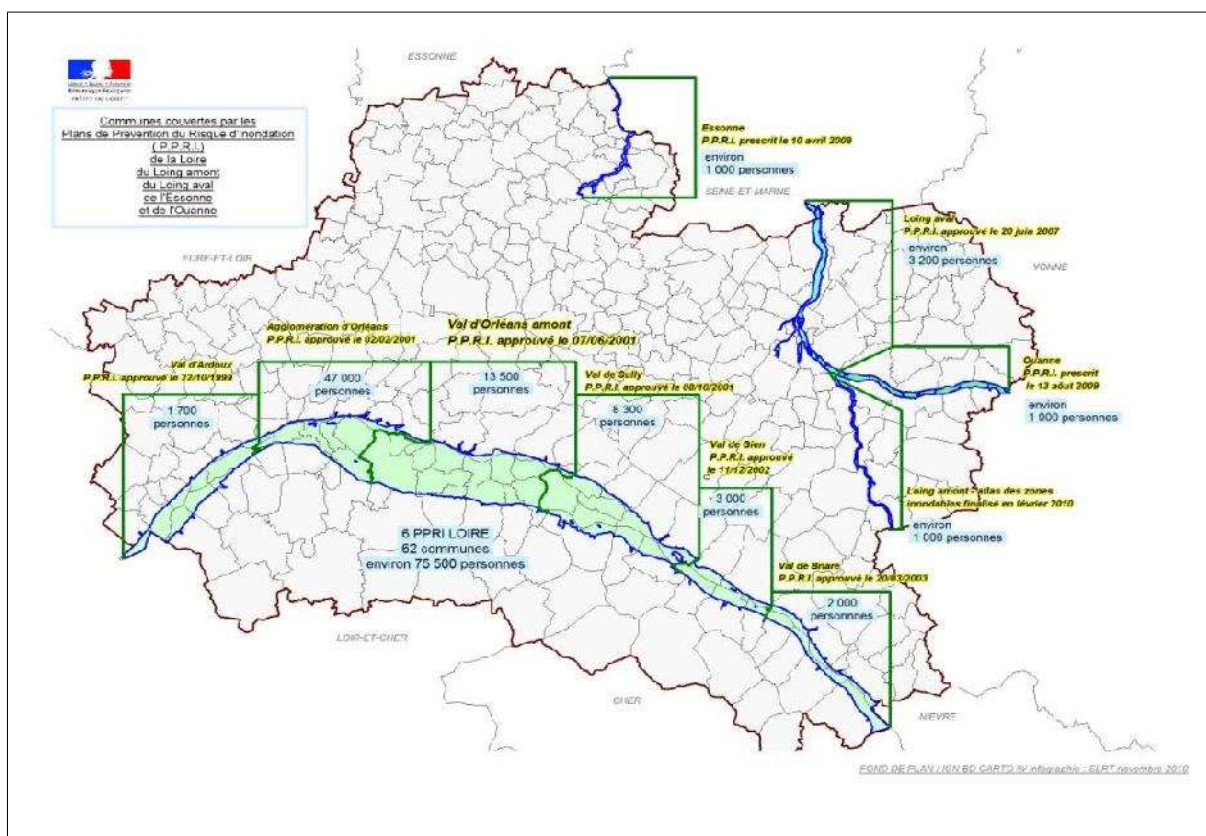 Communes couvertes par les
Plans de Prévention du Risque d'Inondation
( P.P.R.I.)
de la Loire
du Loing amont
du Loing aval
de l'Essonne
et de l'Ouanne
ESSONNE
Essonne
P.P.R.I. prescrit le 10 avril 2009
environ
1 000 personnes
SEINE-ET-MARNE
Loing aval
P.P.R.I. approuvé le 20 juin 2007
environ
3 200 personnes
YONNE
EURE-ET-LOIR
Agglomération d'Orléans
P.P.R.I. approuvé le 02/02/2001
Val d'Orléans amont
P.P.R.I. approuvé le 07/06/2001
Val d'Ardoux
P.P.R.I. approuvé le 22/10/1999
47 000
personnes
13 500
personnes
Val de Sully
P.P.R.I. approuvé le 08/10/2001
Ouanne
P.P.R.I. prescrit
le 13 août 2009
environ
1 000 personnes
1 700
personnes
8 300
personnes
Val de Gien
P.P.R.I. approuvé
le 11/12/2002
3 000
personnes
Loing amont : atlas des zones
inondables finalisé en février 2010
environ
1 000 personnes
6 PPRI LOIRE
62 communes
environ 75 500 personnes
Val de Briare
P.P.R.I. approuvé le 20/03/2003
2 000
personnnes
LOIR-ET-CHER
CHER
NIEVRE
FOND DE PLAN : IGN BD CARTO ® infographie : SLRT novembre 2010